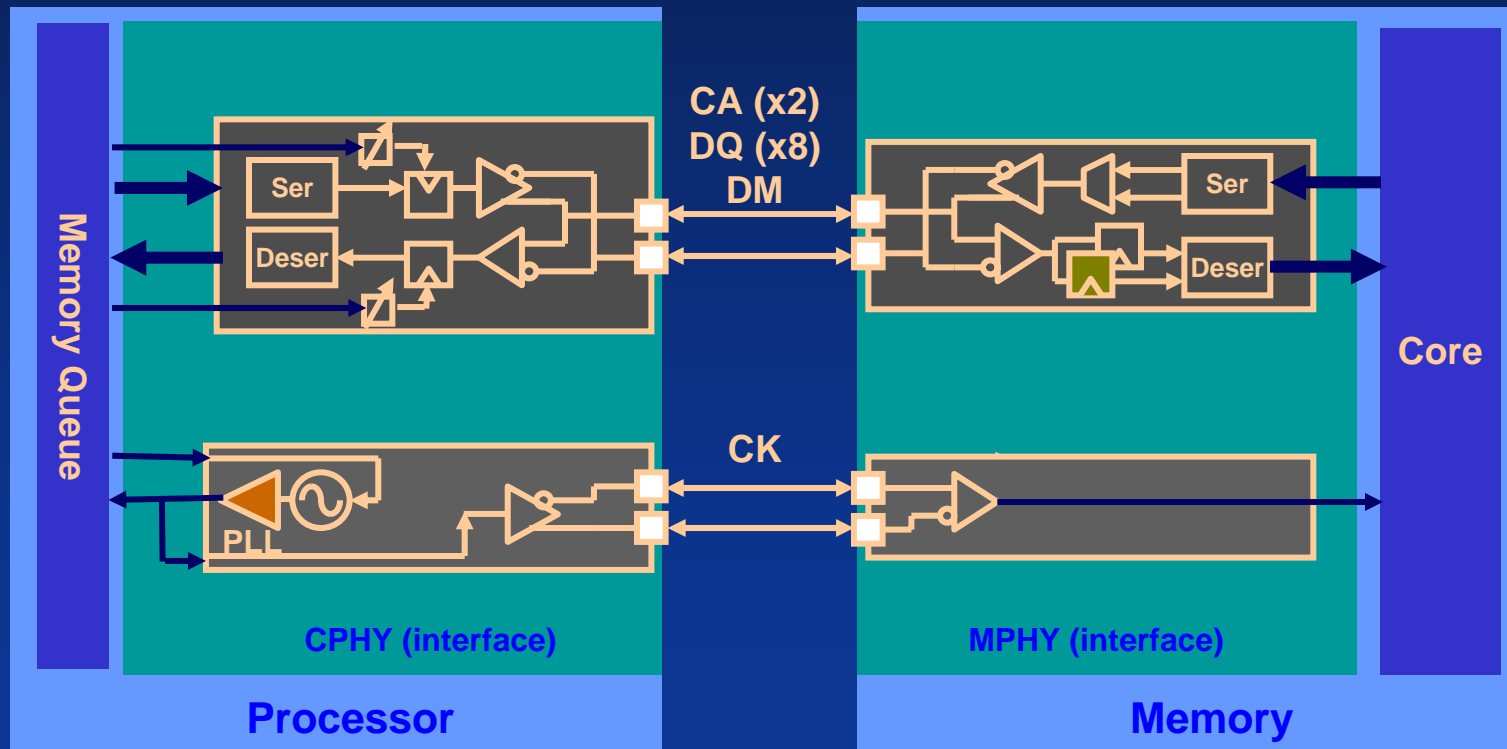 CA (x2)
DQ (x8)
DM
Ser
Deser
Ser
Deser
Memory Queue
Core
CK
PLL
CPHY (interface)
MPHY (interface)
Processor
Memory